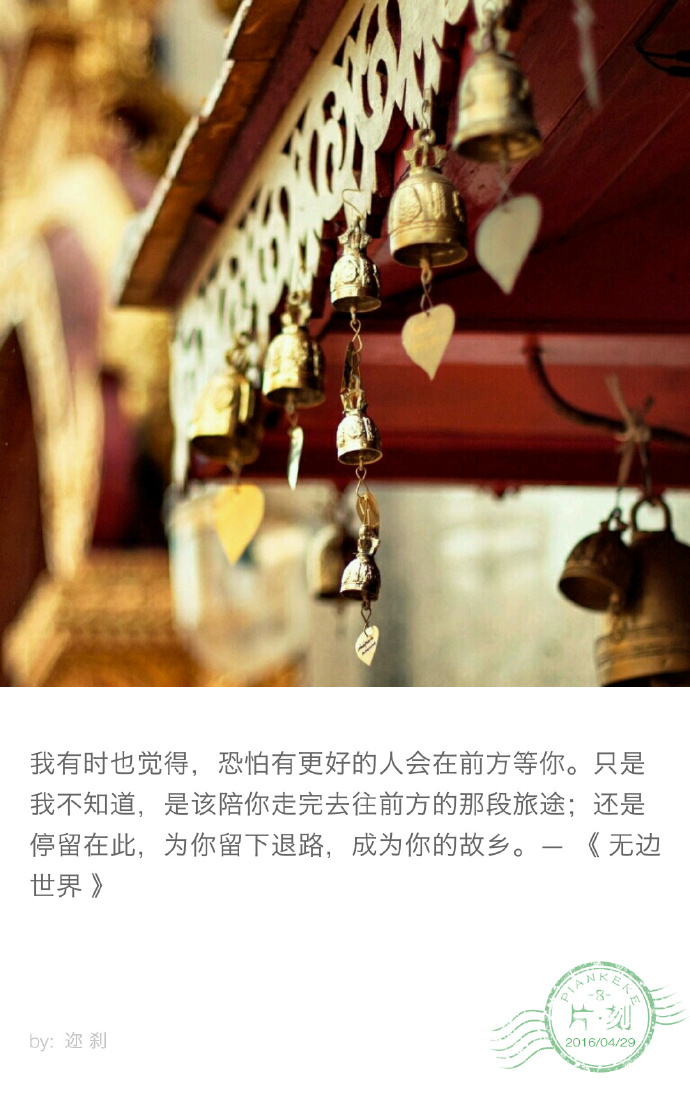 我有时也觉得，恐怕有更好的人会在前方等你。只是
我不知道，是该陪你走完去往前方的那段旅途；还是
停留在此，为你留下退路，成为你的故乡。— 《 无边
世界 》
by: 迩 刹
PIANKEKE
-8-
片·刻
2016/04/29